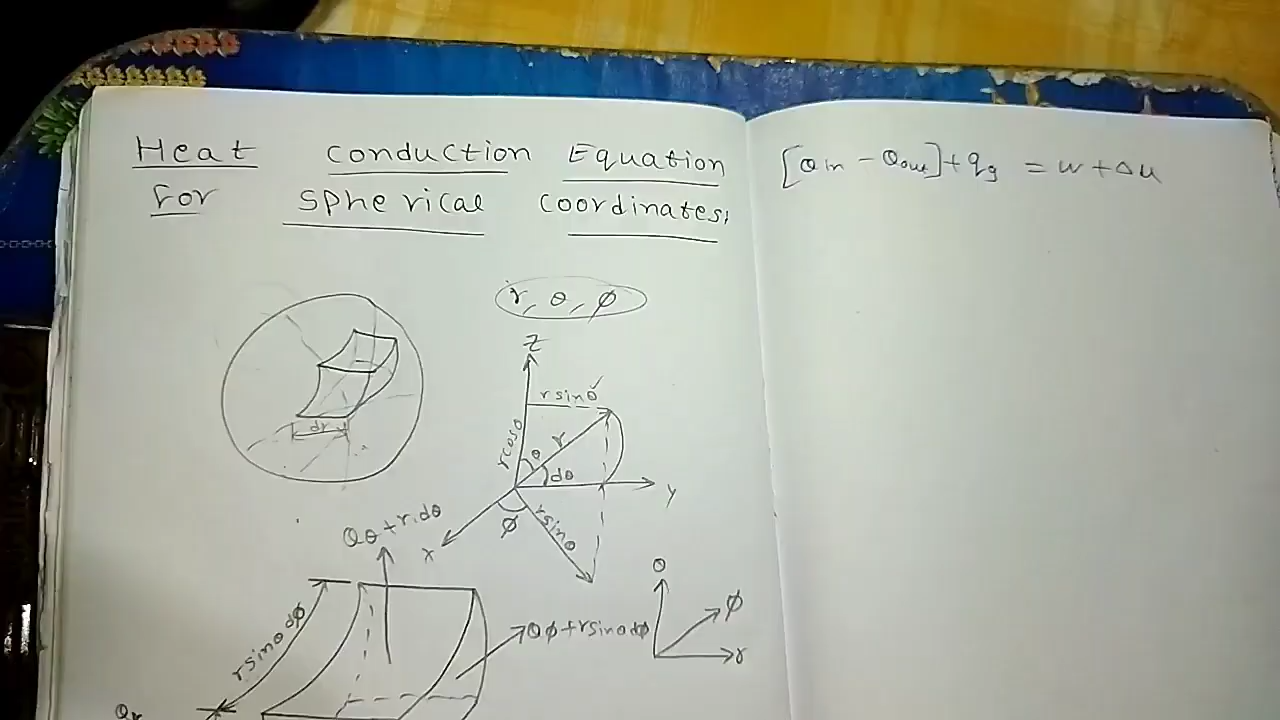 Heat conduction Equation
For spherical coordinates,
[Qin - Qout] + qg = w + Δu
r, θ, ϕ
Z
r sinθ
r cosθ
r
θ
dθ
y
ϕ
r sinθ
x
dr
Qθ+r.dθ
r sinθ dϕ
Qϕ+rsinθ dϕ
θ
ϕ
r
Qr